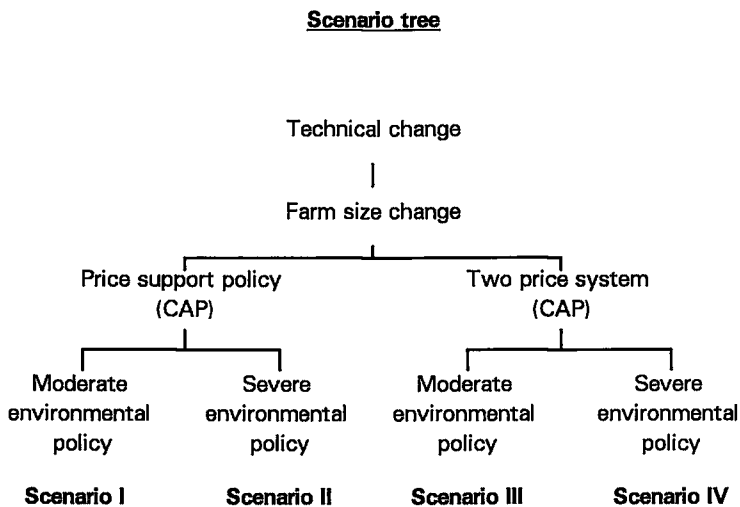 Scenario tree
Technical change
Farm size change
Price support policy
(CAP)
Two price system
(CAP)
Moderate
environmental
policy
Severe
environmental
policy
Moderate
environmental
policy
Severe
environmental
policy
Scenario I
Scenario II
Scenario III
Scenario IV